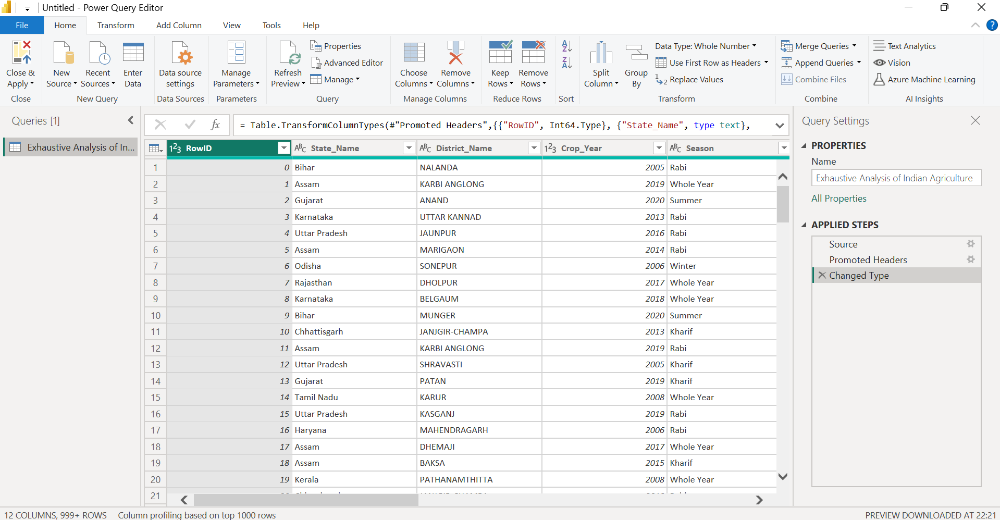 Untitled - Power Query Editor
File Home Transform Add Column View Tools Help
Close & Apply
New Source
Recent Sources
Enter Data
Data source settings
Manage Parameters
Refresh Preview
Properties
Advanced Editor
Manage
Choose Columns
Remove Columns
Keep Rows
Remove Rows
Split Column
Group By
Data Type: Whole Number
Use First Row as Headers
Replace Values
Merge Queries
Append Queries
Combine Files
Text Analytics
Vision
Azure Machine Learning
Close New Query Data Sources Parameters Query Manage Columns Reduce Rows Sort Transform Combine AI Insights
Queries [1]
Exhaustive Analysis of In...
fx = Table.TransformColumnTypes(#"Promoted Headers",{{"RowID", Int64.Type}, {"State_Name", type text},
123 RowID ABC State_Name ABC District_Name 123 Crop_Year ABC Season
1 0 Bihar NALANDA 2005 Rabi
2 1 Assam KARBI ANGLONG 2019 Whole Year
3 2 Gujarat ANAND 2020 Summer
4 3 Karnataka UTTAR KANNAD 2013 Rabi
5 4 Uttar Pradesh JAUNPUR 2016 Rabi
6 5 Assam MARIGAON 2014 Rabi
7 6 Odisha SONEPUR 2006 Winter
8 7 Rajasthan DHOLPUR 2017 Whole Year
9 8 Karnataka BELGAUM 2018 Whole Year
10 9 Bihar MUNGER 2020 Summer
11 10 Chhattisgarh JANJGIR-CHAMPA 2013 Kharif
12 11 Assam KARBI ANGLONG 2019 Rabi
13 12 Uttar Pradesh SHRAVASTI 2005 Kharif
14 13 Gujarat PATAN 2019 Kharif
15 14 Tamil Nadu KARUR 2008 Whole Year
16 15 Uttar Pradesh KASGANJ 2019 Rabi
17 16 Haryana MAHENDRAGARH 2006 Rabi
18 17 Assam DHEMAJI 2017 Whole Year
19 18 Assam BAKSA 2015 Kharif
20 19 Kerala PATHANAMTHITTA 2008 Whole Year
21
Query Settings
PROPERTIES
Name
Exhaustive Analysis of Indian Agriculture
All Properties
APPLIED STEPS
Source
Promoted Headers
Changed Type
12 COLUMNS, 999+ ROWS Column profiling based on top 1000 rows PREVIEW DOWNLOADED AT 22:21